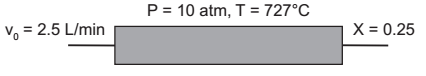 P = 10 atm, T = 727°C
v₀ = 2.5 L/min
X = 0.25